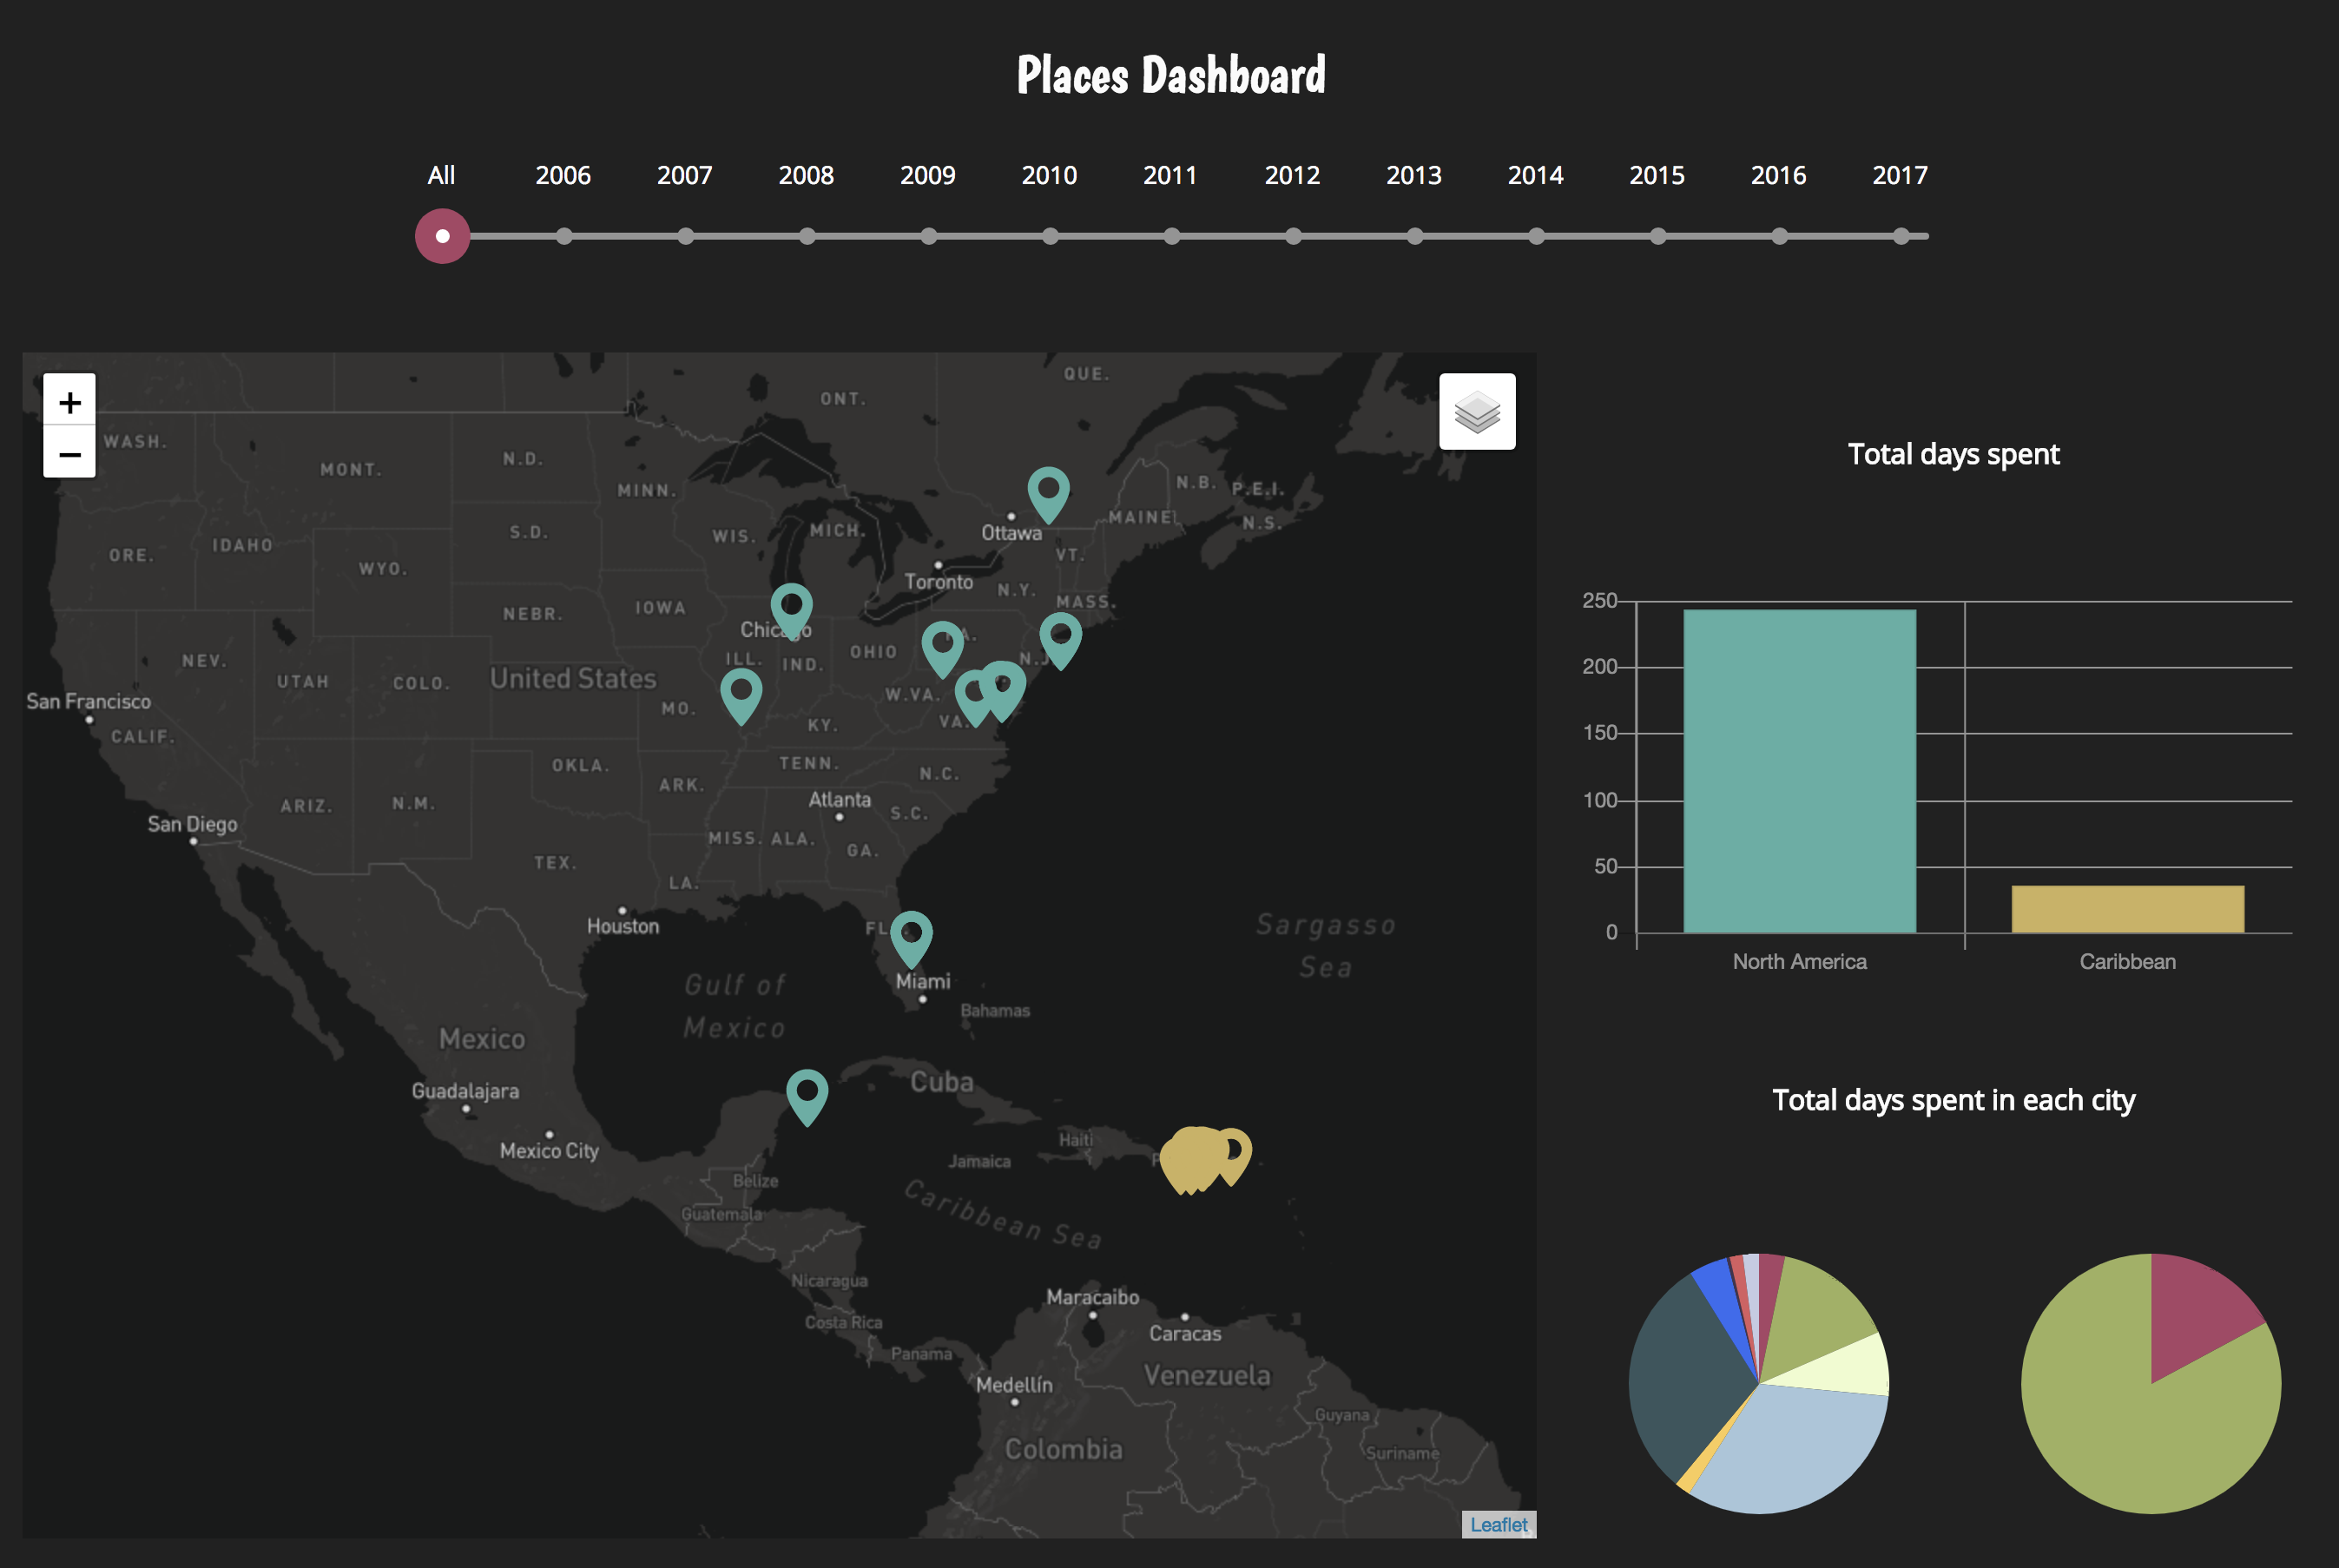 Places Dashboard
All 2006 2007 2008 2009 2010 2011 2012 2013 2014 2015 2016 2017
+
−
QUE.
ONT.
WASH.
N.D.
MONT.
MINN.
N.B.
P.E.I.
MAINE
N.S.
Ottawa
S.D.
WIS.
MICH.
VT.
ORE.
IDAHO
WYO.
Toronto
N.Y.
MASS.
NEBR.
IOWA
Chicago
OHIO
NEV.
UTAH
COLO.
United States
ILL.
IND.
W.VA.
San Francisco
MO.
KY.
VA.
CALIF.
OKLA.
TENN.
N.C.
ARIZ.
N.M.
ARK.
Atlanta
S.C.
San Diego
MISS.
ALA.
GA.
TEX.
LA.
Houston
Sargasso
Sea
Miami
Gulf of
Mexico
Bahamas
Mexico
Cuba
Guadalajara
Mexico City
Haiti
Jamaica
Belize
Guatemala
Caribbean Sea
Nicaragua
Maracaibo
Costa Rica
Caracas
Panama
Venezuela
Medellín
Guyana
Colombia
Suriname
Leaflet
Total days spent
250
200
150
100
50
0
North America
Caribbean
Total days spent in each city